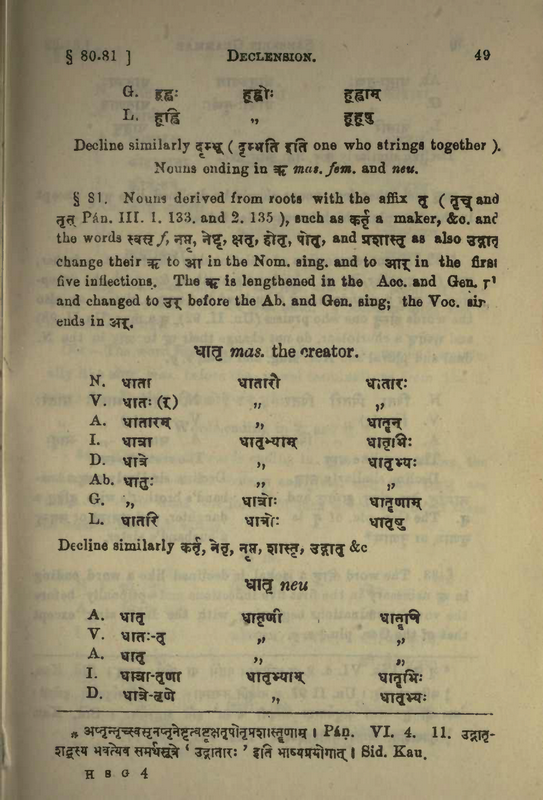 § 80-81 ] DECLENSION. 49
G. हूह्वः हूह्वोः हूह्वाम्
L. हूह्वि ,, हूहूषु
Decline similarly दृम्भू ( दृम्भति इति one who strings together ).
Nouns ending in ऋ mas. fem. and neu.
§ 81. Nouns derived from roots with the affix तृ ( तृच् and
तृन् Pán. III. 1. 133. and 2. 135 ), such as कर्तृ a maker, &c. and
the words स्वसृ f, नप्तृ, नेष्टृ, क्षतृ, होतृ, पोतृ, and प्रशास्तृ as also उद्गातृ
change their ऋ to आ in the Nom. sing. and to आर् in the first
five inflections. The ऋ is lengthened in the Acc. and Gen.
and changed to उर् before the Ab. and Gen. sing; the Voc.
ends in अर्.
धातृ mas. the creator.
N. धाता धातारौ धातारः
V. धातः (र्) ,, ,,
A. धातारम् ,, धातॄन्
I. धात्रा धातृभ्याम् धातृभिः
D. धात्रे ,, धातृभ्यः
Ab. धातुः ,, ,,
G. ,, धात्रोः धातॄणाम्
L. धातरि धात्रोः धातृषु
Decline similarly कर्तृ, नेतृ, नप्तृ, शास्तृ, उद्गातृ &c
धातृ neu
A. धातृ धातृणी धातॄणि
V. धातः-तृ ,, ,,
A. धातृ ,, ,,
I. धात्रा-तृणा धातृभ्याम् धातृभिः
D. धात्रे-तृणे ,, धातृभ्यः
अप्तृन्तृच्स्वसृनप्तृनेष्टृत्वष्टृक्षतृहोतृपोतृप्रशास्तॄणाम् । Páṇ. VI. 4. 11. उद्गातृ-
शब्दस्य भवत्येव समर्थसूत्रे ' उद्गातारः ' इति भाष्यप्रयोगात् । Sid. Kau.
H S G 4